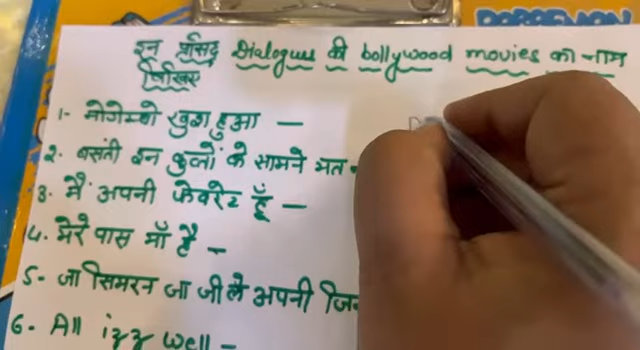 DORAEMON
इन प्रसिद्ध Dialogues की bollywood movies का नाम
लिखिए
1- मोगेम्बो खुश हुआ —
2. बसंती इन कुत्तों के सामने मत
3. मैं अपनी फेवरेट हूँ —
4. मेरे पास माँ है –
5- जा सिमरन जा जीले अपनी
6- All izz well –